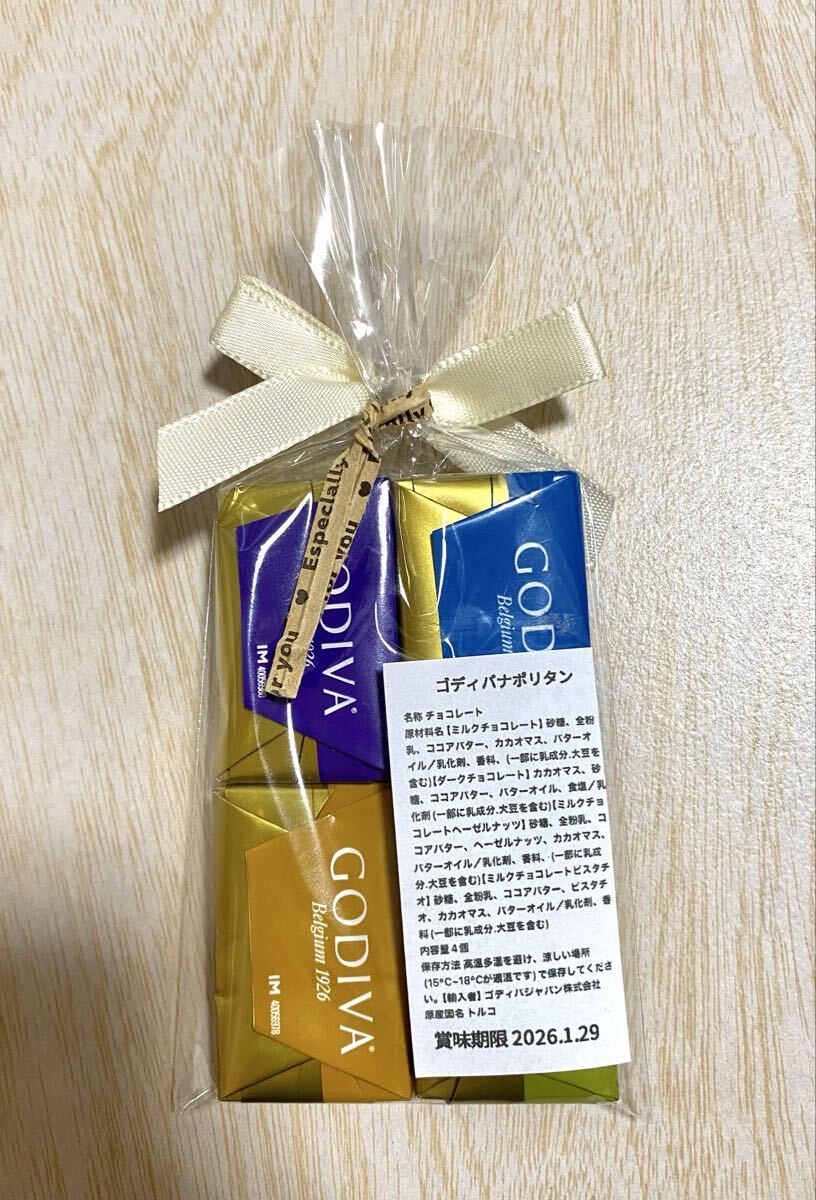 ally
Especially
for you
or you
GODIVA
1926
IM 40056980
GOD
Belgium
GODIVA®
Belgium 1926
IM 40056978
ゴディバナポリタン
名称 チョコレート
原材料名【ミルクチョコレート】砂糖、全粉
乳、ココアバター、カカオマス、バターオ
イル/乳化剤、香料、(一部に乳成分.大豆を
含む)【ダークチョコレート】カカオマス、砂
糖、ココアバター、バターオイル、食塩/乳
化剤(一部に乳成分.大豆を含む)【ミルクチョ
コレートヘーゼルナッツ】砂糖、全粉乳、コ
コアバター、ヘーゼルナッツ、カカオマス、
バターオイル/乳化剤、香料、(一部に乳成
分.大豆を含む)【ミルクチョコレートピスタチ
オ】砂糖、全粉乳、ココアバター、ピスタチ
オ、カカオマス、バターオイル/乳化剤、香
料(一部に乳成分.大豆を含む)
内容量4個
保存方法 高温多湿を避け、涼しい場所
(15°C~18°Cが適温です)で保存してくださ
い。【輸入者】ゴディバジャパン株式会社
原産国名 トルコ
賞味期限 2026.1.29